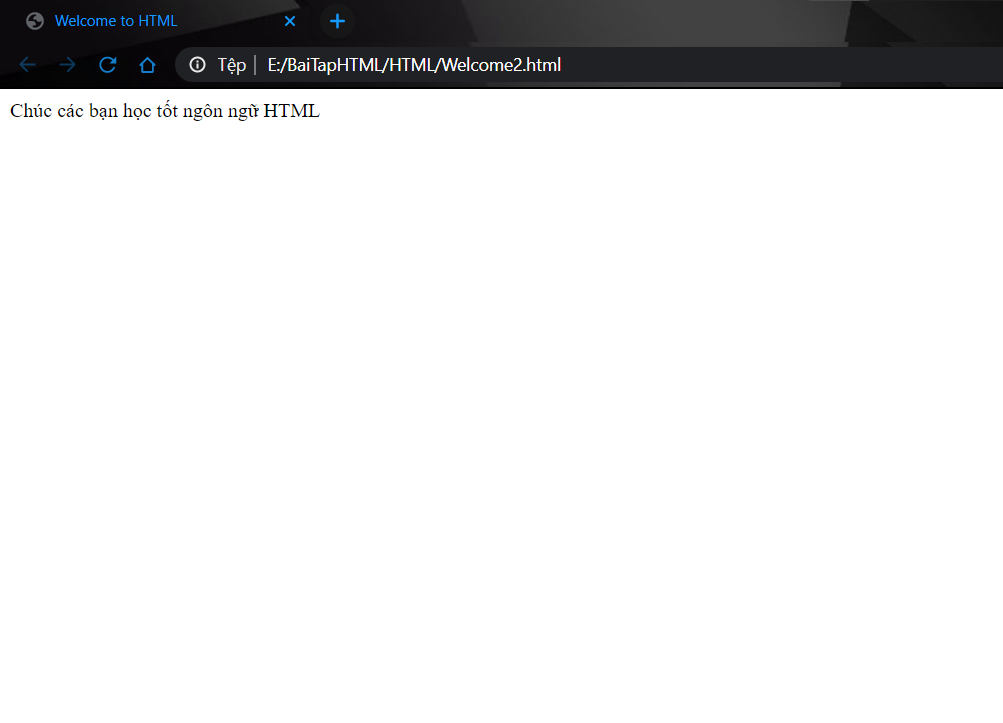 Welcome to HTML
Tệp | E:/BaiTapHTML/HTML/Welcome2.html
Chúc các bạn học tốt ngôn ngữ HTML